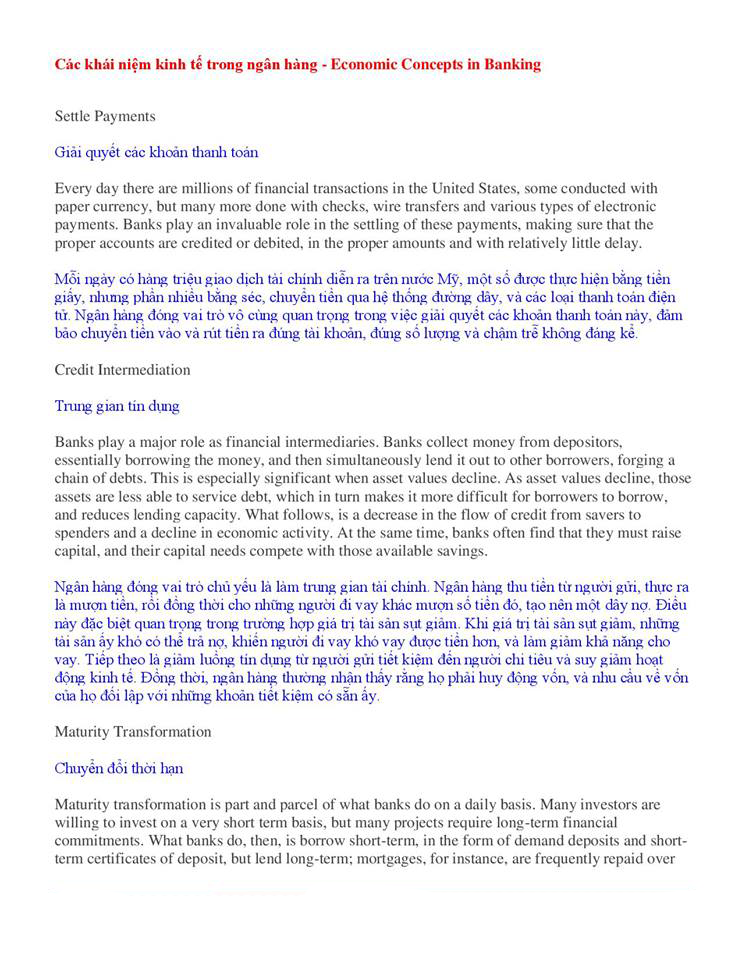 Các khái niệm kinh tế trong ngân hàng - Economic Concepts in Banking
Settle Payments
Giải quyết các khoản thanh toán
Every day there are millions of financial transactions in the United States, some conducted with
paper currency, but many more done with checks, wire transfers and various types of electronic
payments. Banks play an invaluable role in the settling of these payments, making sure that the
proper accounts are credited or debited, in the proper amounts and with relatively little delay.
Mỗi ngày có hàng triệu giao dịch tài chính diễn ra trên nước Mỹ, một số được thực hiện bằng tiền
giấy, nhưng phần nhiều bằng séc, chuyển tiền qua hệ thống đường dây, và các loại thanh toán điện
tử. Ngân hàng đóng vai trò vô cùng quan trọng trong việc giải quyết các khoản thanh toán này, đảm
bảo chuyển tiền vào và rút tiền ra đúng tài khoản, đúng số lượng và chậm trễ không đáng kể.
Credit Intermediation
Trung gian tín dụng
Banks play a major role as financial intermediaries. Banks collect money from depositors,
essentially borrowing the money, and then simultaneously lend it out to other borrowers, forging a
chain of debts. This is especially significant when asset values decline. As asset values decline, those
assets are less able to service debt, which in turn makes it more difficult for borrowers to borrow,
and reduces lending capacity. What follows, is a decrease in the flow of credit from savers to
spenders and a decline in economic activity. At the same time, banks often find that they must raise
capital, and their capital needs compete with those available savings.
Ngân hàng đóng vai trò chủ yếu là làm trung gian tài chính. Ngân hàng thu tiền từ người gửi, thực ra
là mượn tiền, rồi đồng thời cho những người đi vay khác mượn số tiền đó, tạo nên một dây nợ. Điều
này đặc biệt quan trọng trong trường hợp giá trị tài sản sụt giảm. Khi giá trị tài sản sụt giảm, những
tài sản ấy khó có thể trả nợ, khiến người đi vay khó vay được tiền hơn, và làm giảm khả năng cho
vay. Tiếp theo là giảm luồng tín dụng từ người gửi tiết kiệm đến người chi tiêu và suy giảm hoạt
động kinh tế. Đồng thời, ngân hàng thường nhận thấy rằng họ phải huy động vốn, và nhu cầu về vốn
của họ đối lập với những khoản tiết kiệm có sẵn ấy.
Maturity Transformation
Chuyển đổi thời hạn
Maturity transformation is part and parcel of what banks do on a daily basis. Many investors are
willing to invest on a very short term basis, but many projects require long-term financial
commitments. What banks do, then, is borrow short-term, in the form of demand deposits and short-
term certificates of deposit, but lend long-term; mortgages, for instance, are frequently repaid over